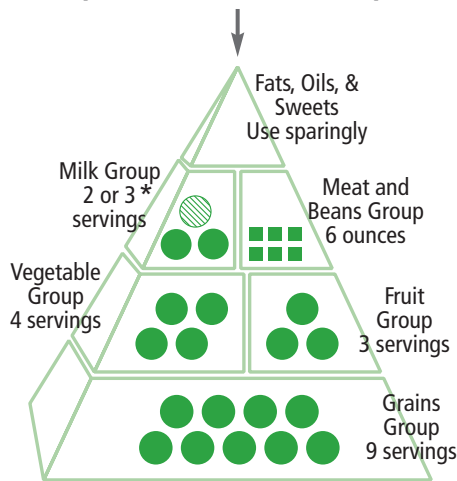 Fats, Oils, &
Sweets
Use sparingly
Milk Group
2 or 3 *
servings
Meat and
Beans Group
6 ounces
Vegetable
Group
4 servings
Fruit
Group
3 servings
Grains
Group
9 servings